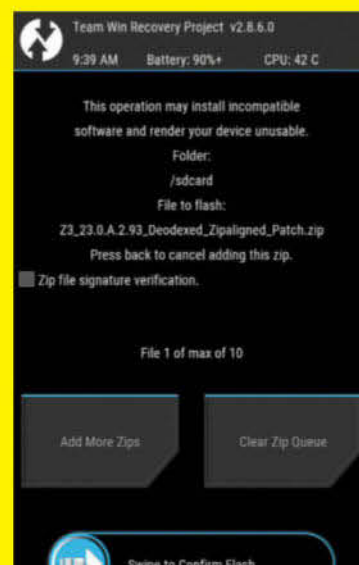 Team Win Recovery Project v2.8.6.0
9:39 AM Battery: 90%+ CPU: 42 C
This operation may install incompatible
software and render your device unusable.
Folder:
/sdcard
File to flash:
Z3_23.0.A.2.93_Deodexed_Zipaligned_Patch.zip
Press back to cancel adding this zip.
Zip file signature verification.
File 1 of max of 10
Add More Zips Clear Zip Queue
Swipe to Confirm Flash